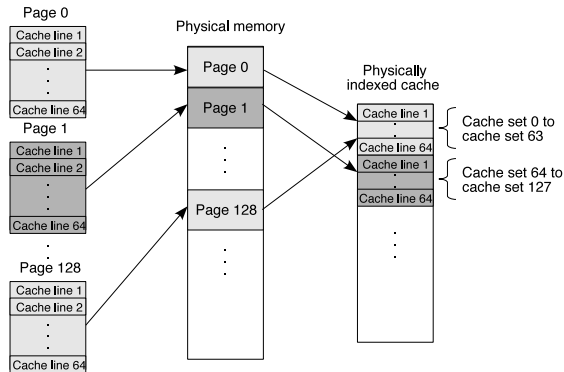 Page 0
Cache line 1
Cache line 2
Cache line 64
Page 1
Cache line 1
Cache line 2
Cache line 64
Page 128
Cache line 1
Cache line 2
Cache line 64
Physical memory
Page 0
Page 1
Page 128
Physically
indexed cache
Cache line 1
Cache line 64
Cache line 1
Cache line 64
Cache set 0 to
cache set 63
Cache set 64 to
cache set 127